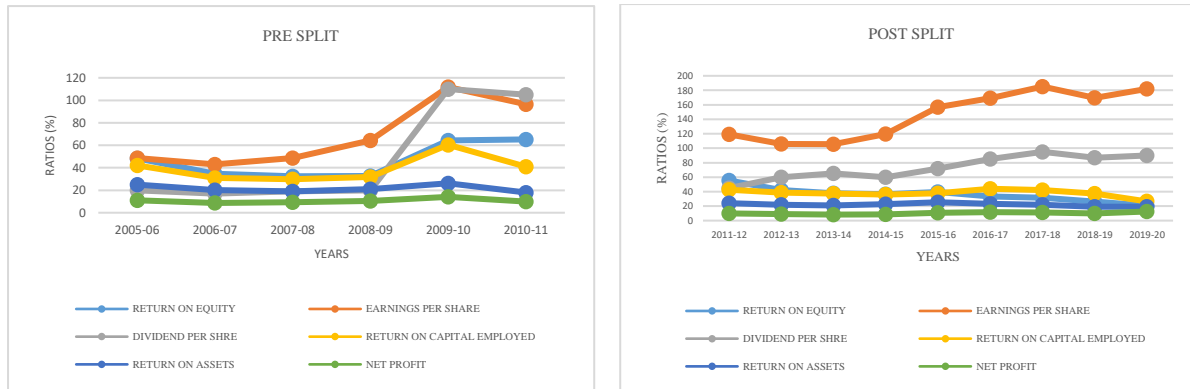 PRE SPLIT
RATIOS (%)
120
100
80
60
40
20
0
2005-06 2006-07 2007-08 2008-09 2009-10 2010-11
YEARS
RETURN ON EQUITY EARNINGS PER SHARE
DIVIDEND PER SHRE RETURN ON CAPITAL EMPLOYED
RETURN ON ASSETS NET PROFIT
POST SPLIT
RATIOS (%)
200
180
160
140
120
100
80
60
40
20
0
2011-12 2012-13 2013-14 2014-15 2015-16 2016-17 2017-18 2018-19 2019-20
YEARS
RETURN ON EQUITY EARNINGS PER SHARE
DIVIDEND PER SHRE RETURN ON CAPITAL EMPLOYED
RETURN ON ASSETS NET PROFIT